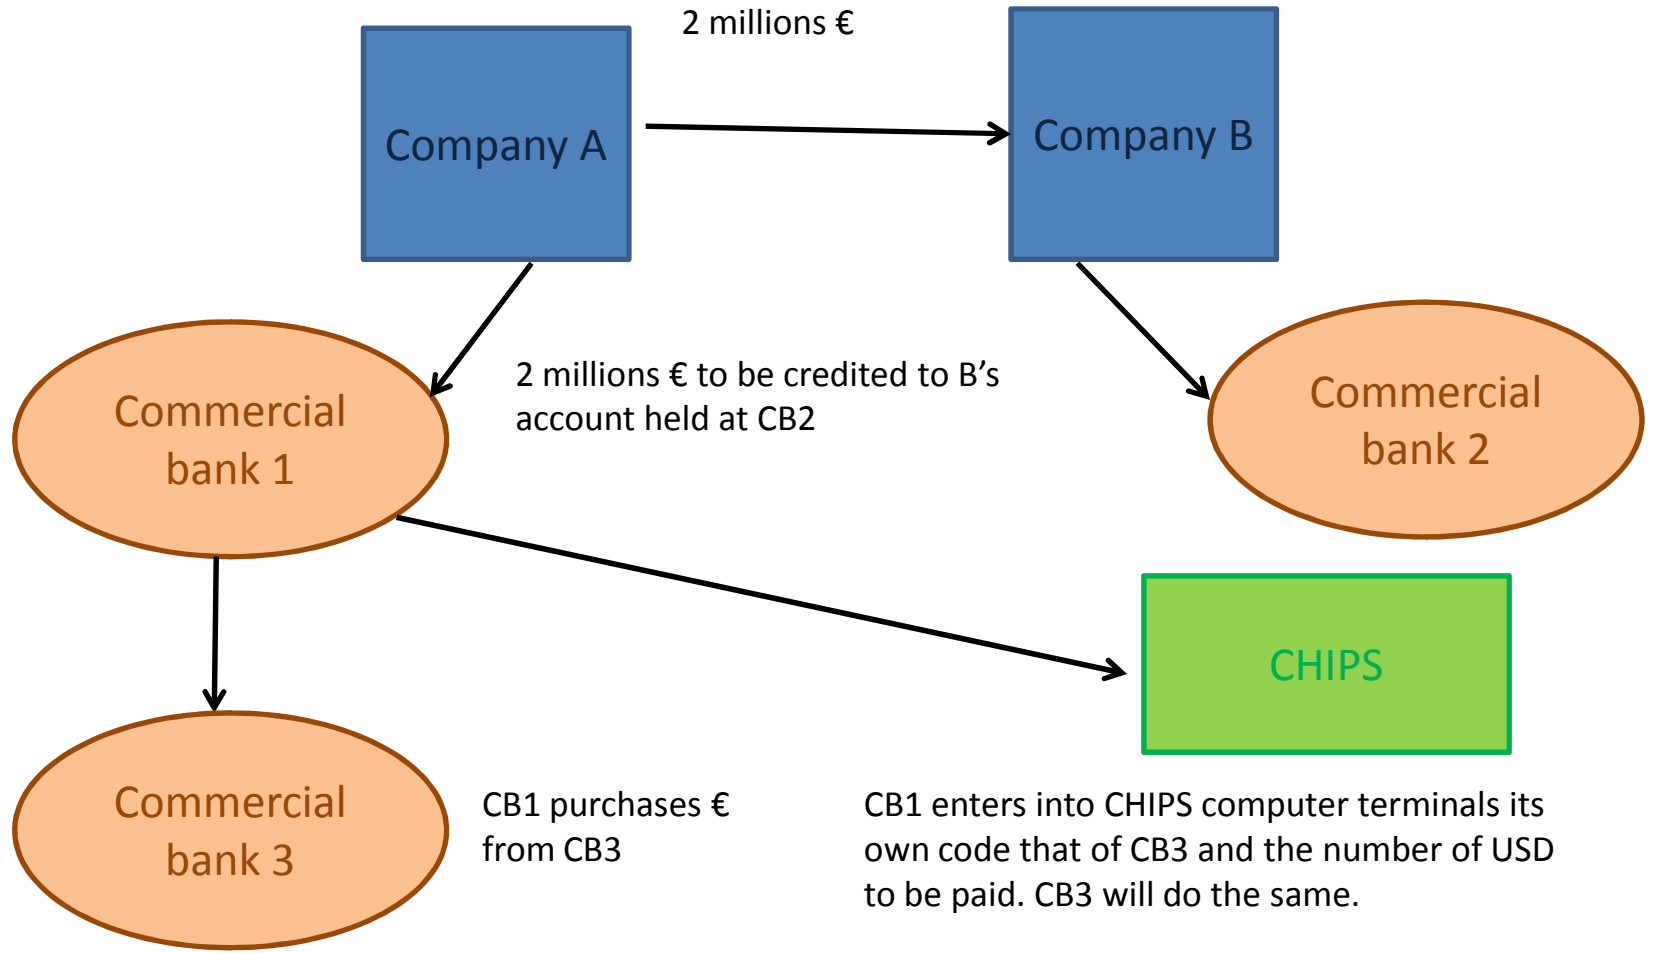 2 millions €
Company A
Company B
2 millions € to be credited to B’s
account held at CB2
Commercial
bank 1
Commercial
bank 2
CHIPS
Commercial
bank 3
CB1 purchases €
from CB3
CB1 enters into CHIPS computer terminals its
own code that of CB3 and the number of USD
to be paid. CB3 will do the same.